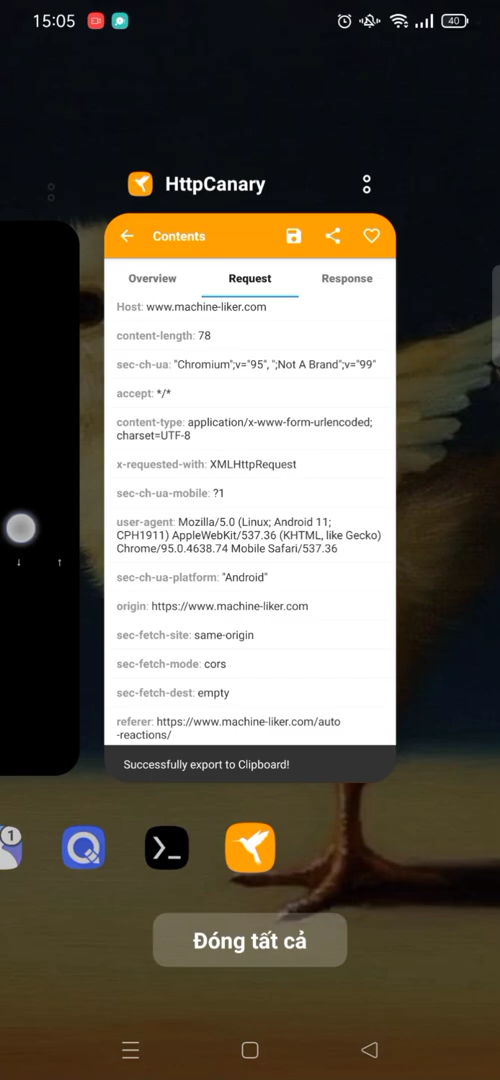 15:05
40
HttpCanary
Contents
Overview Request Response
Host: www.machine-liker.com
content-length: 78
sec-ch-ua: "Chromium";v="95", ";Not A Brand";v="99"
accept: */*
content-type: application/x-www-form-urlencoded;
charset=UTF-8
x-requested-with: XMLHttpRequest
sec-ch-ua-mobile: ?1
user-agent: Mozilla/5.0 (Linux; Android 11;
CPH1911) AppleWebKit/537.36 (KHTML, like Gecko)
Chrome/95.0.4638.74 Mobile Safari/537.36
sec-ch-ua-platform: "Android"
origin: https://www.machine-liker.com
sec-fetch-site: same-origin
sec-fetch-mode: cors
sec-fetch-dest: empty
referer: https://www.machine-liker.com/auto
-reactions/
Successfully export to Clipboard!
1
Đóng tất cả